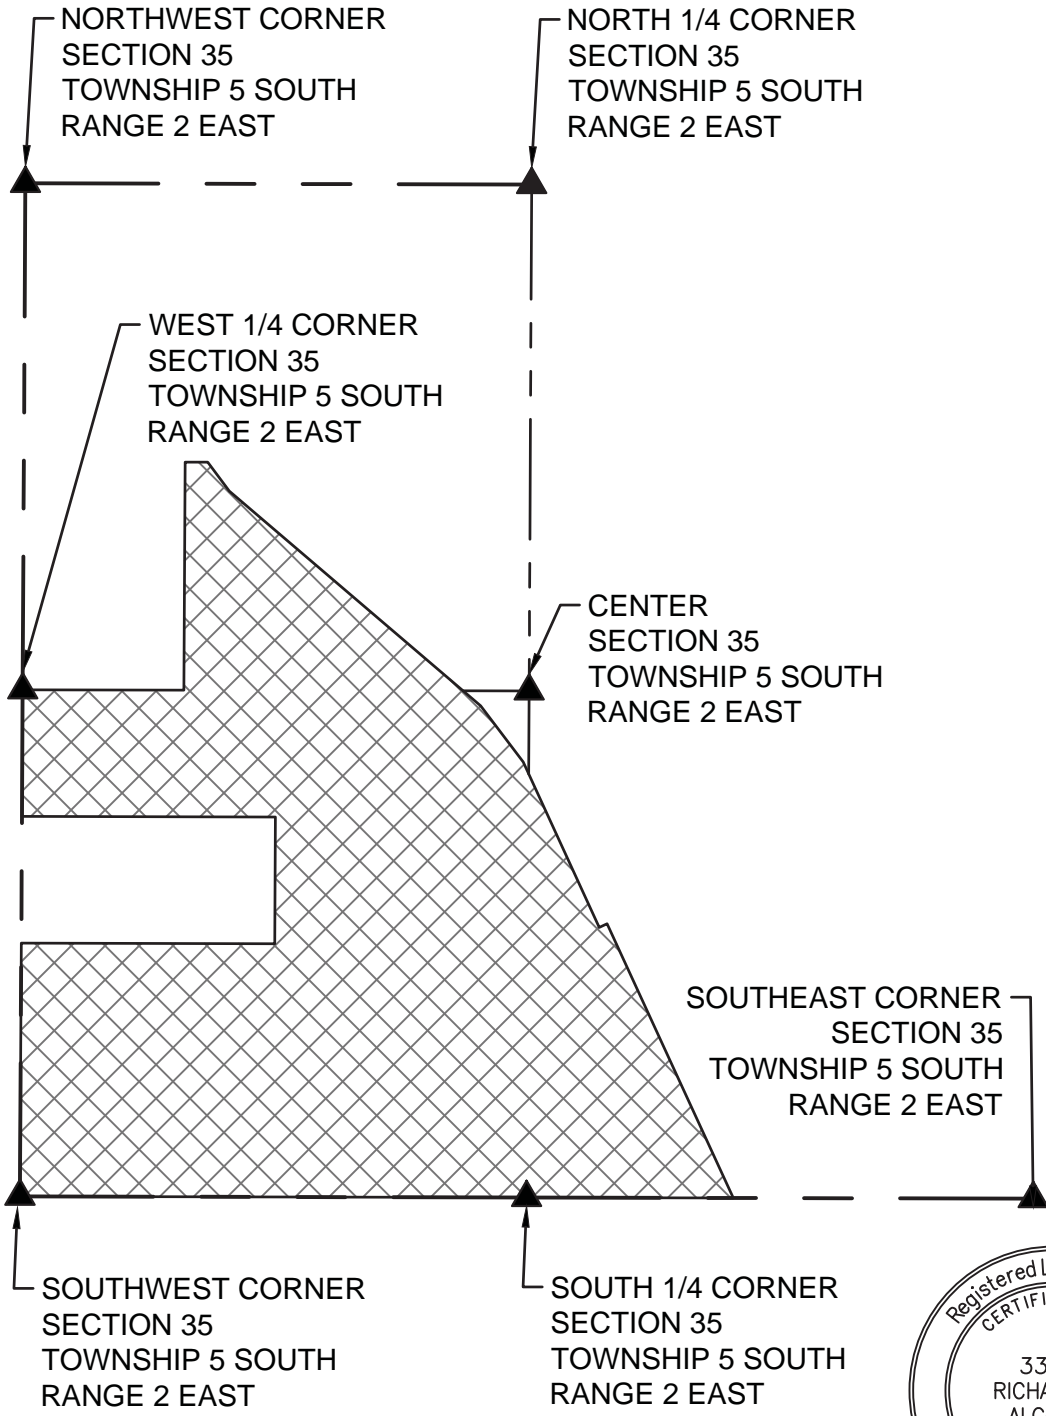 NORTHWEST CORNER
SECTION 35
TOWNSHIP 5 SOUTH
RANGE 2 EAST
NORTH 1/4 CORNER
SECTION 35
TOWNSHIP 5 SOUTH
RANGE 2 EAST
WEST 1/4 CORNER
SECTION 35
TOWNSHIP 5 SOUTH
RANGE 2 EAST
CENTER
SECTION 35
TOWNSHIP 5 SOUTH
RANGE 2 EAST
SOUTHEAST CORNER
SECTION 35
TOWNSHIP 5 SOUTH
RANGE 2 EAST
SOUTHWEST CORNER
SECTION 35
TOWNSHIP 5 SOUTH
RANGE 2 EAST
SOUTH 1/4 CORNER
SECTION 35
TOWNSHIP 5 SOUTH
RANGE 2 EAST
Registered